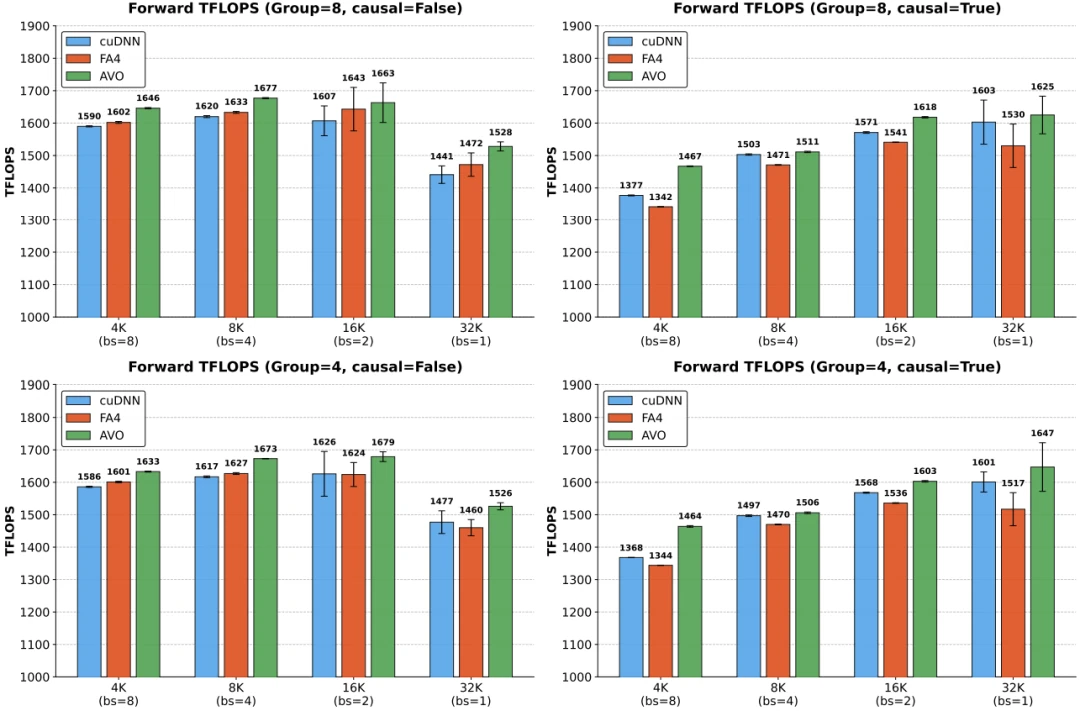 Forward TFLOPS (Group=8, causal=False)
TFLOPS
1900
1800
1700
1600
1500
1400
1300
1200
1100
1000
cuDNN
FA4
AVO
1590 1602 1646
1620 1633 1677
1607 1643 1663
1441 1472 1528
4K 8K 16K 32K
(bs=8) (bs=4) (bs=2) (bs=1)
Forward TFLOPS (Group=8, causal=True)
TFLOPS
1900
1800
1700
1600
1500
1400
1300
1200
1100
1000
cuDNN
FA4
AVO
1377 1342 1467
1503 1471 1511
1571 1541 1618
1603 1530 1625
4K 8K 16K 32K
(bs=8) (bs=4) (bs=2) (bs=1)
Forward TFLOPS (Group=4, causal=False)
TFLOPS
1900
1800
1700
1600
1500
1400
1300
1200
1100
1000
cuDNN
FA4
AVO
1586 1601 1633
1617 1627 1673
1626 1624 1679
1477 1460 1526
4K 8K 16K 32K
(bs=8) (bs=4) (bs=2) (bs=1)
Forward TFLOPS (Group=4, causal=True)
TFLOPS
1900
1800
1700
1600
1500
1400
1300
1200
1100
1000
cuDNN
FA4
AVO
1368 1344 1464
1497 1470 1506
1568 1536 1603
1601 1517 1647
4K 8K 16K 32K
(bs=8) (bs=4) (bs=2) (bs=1)